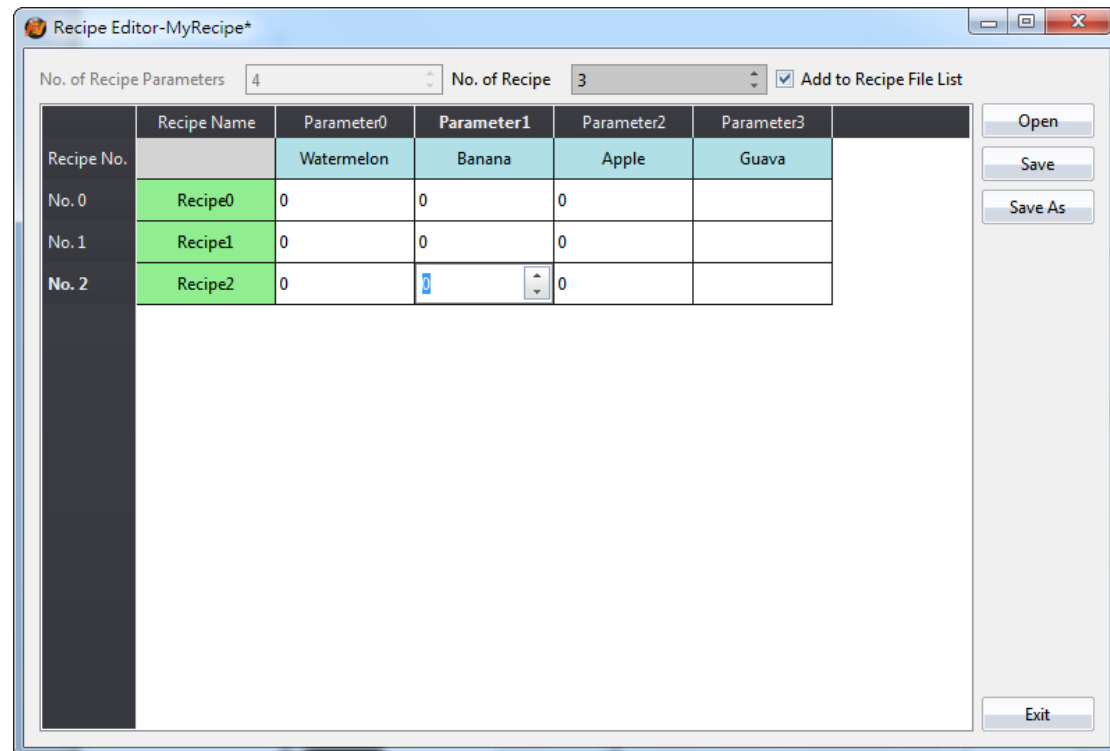 Recipe Editor-MyRecipe*
No. of Recipe Parameters 4 No. of Recipe 3 Add to Recipe File List
Recipe Name Parameter0 Parameter1 Parameter2 Parameter3 Open
Recipe No. Watermelon Banana Apple Guava Save
No. 0 Recipe0 0 0 0 Save As
No. 1 Recipe1 0 0 0
No. 2 Recipe2 0 0 0
Exit